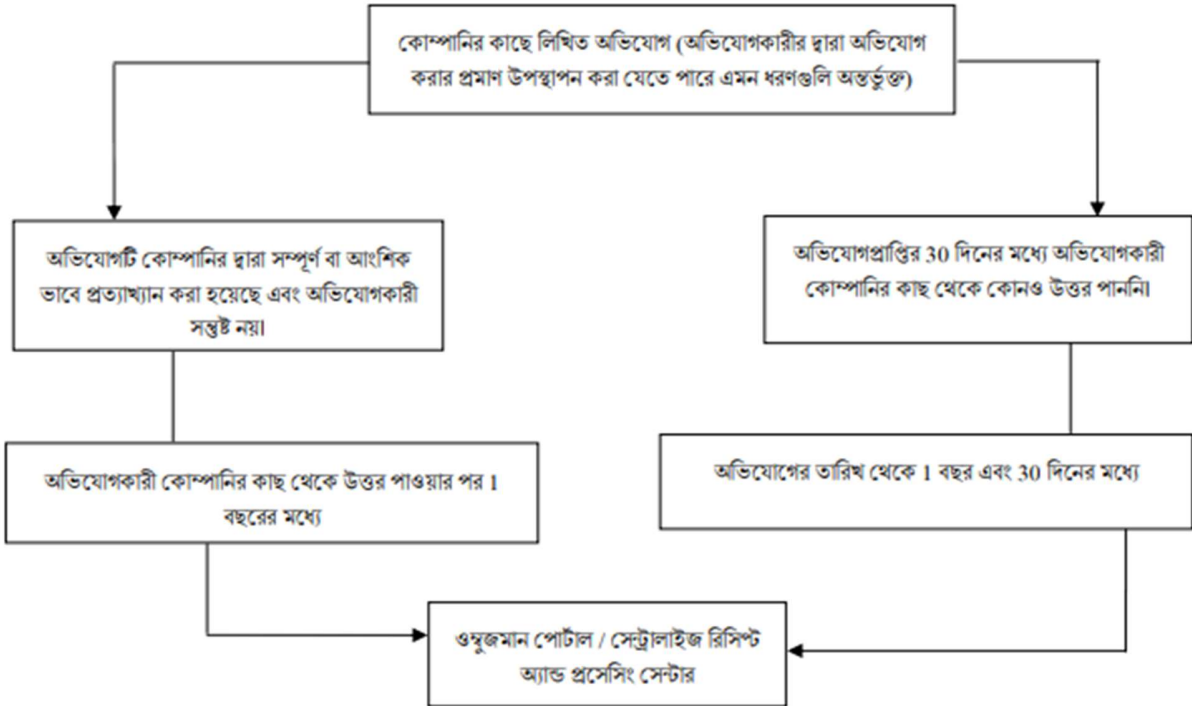 কোম্পানির কাছে লিখিত অভিযোগ (অভিযোগকারীর দ্বারা অভিযোগ
করার প্রমাণ উপস্থাপন করা যেতে পারে এমন ধরণগুলি অন্তর্ভুক্ত)
অভিযোগটি কোম্পানির দ্বারা সম্পূর্ণ বা আংশিক
ভাবে প্রত্যাখ্যান করা হয়েছে এবং অভিযোগকারী
সন্তুষ্ট নয়।
অভিযোগপ্রাপ্তির 30 দিনের মধ্যে অভিযোগকারী
কোম্পানির কাছ থেকে কোনও উত্তর পাননি।
অভিযোগকারী কোম্পানির কাছ থেকে উত্তর পাওয়ার পর 1
বছরের মধ্যে
অভিযোগের তারিখ থেকে 1 বছর এবং 30 দিনের মধ্যে
ওম্বুজমান পোর্টাল / সেন্ট্রালাইজ রিসিপ্ট
অ্যান্ড প্রসেসিং সেন্টার